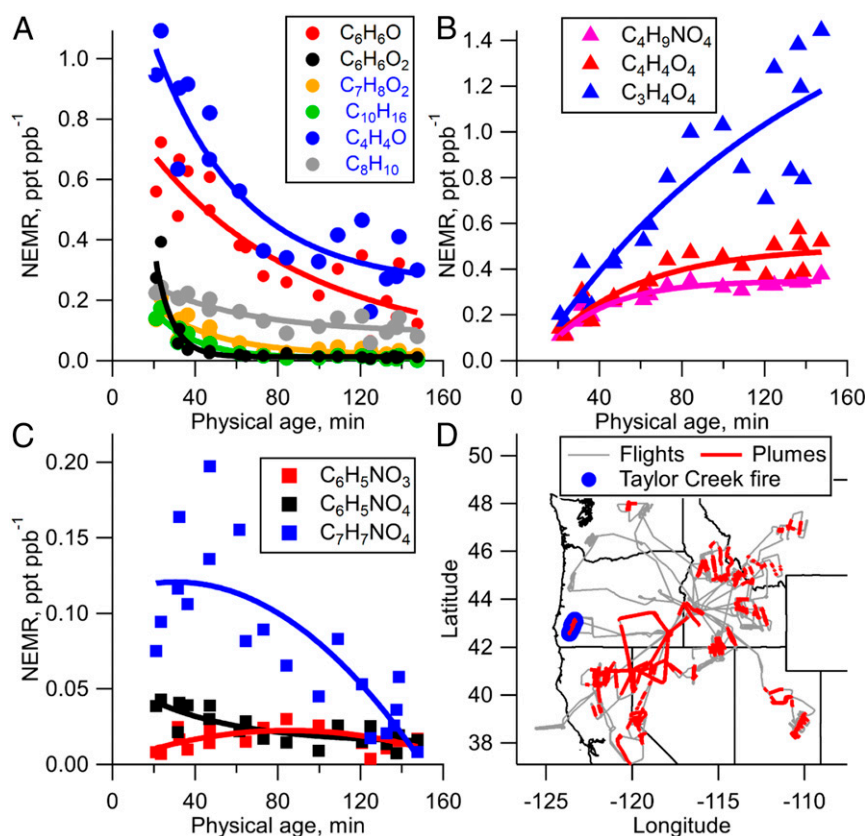 A
NEMR, ppt ppb⁻¹
1.0
0.8
0.6
0.4
0.2
0.0
C₆H₆O
C₆H₆O₂
C₇H₈O₂
C₁₀H₁₆
C₄H₄O
C₈H₁₀
0 40 80 120 160
Physical age, min
B
NEMR, ppt ppb⁻¹
1.4
1.2
1.0
0.8
0.6
0.4
0.2
0.0
C₄H₉NO₄
C₄H₄O₄
C₃H₄O₄
0 40 80 120 160
Physical age, min
C
NEMR, ppt ppb⁻¹
0.20
0.15
0.10
0.05
0.00
C₆H₅NO₃
C₆H₅NO₄
C₇H₇NO₄
0 40 80 120 160
Physical age, min
D
Latitude
50
48
46
44
42
40
38
Flights Plumes
Taylor Creek fire
-125 -120 -115 -110
Longitude